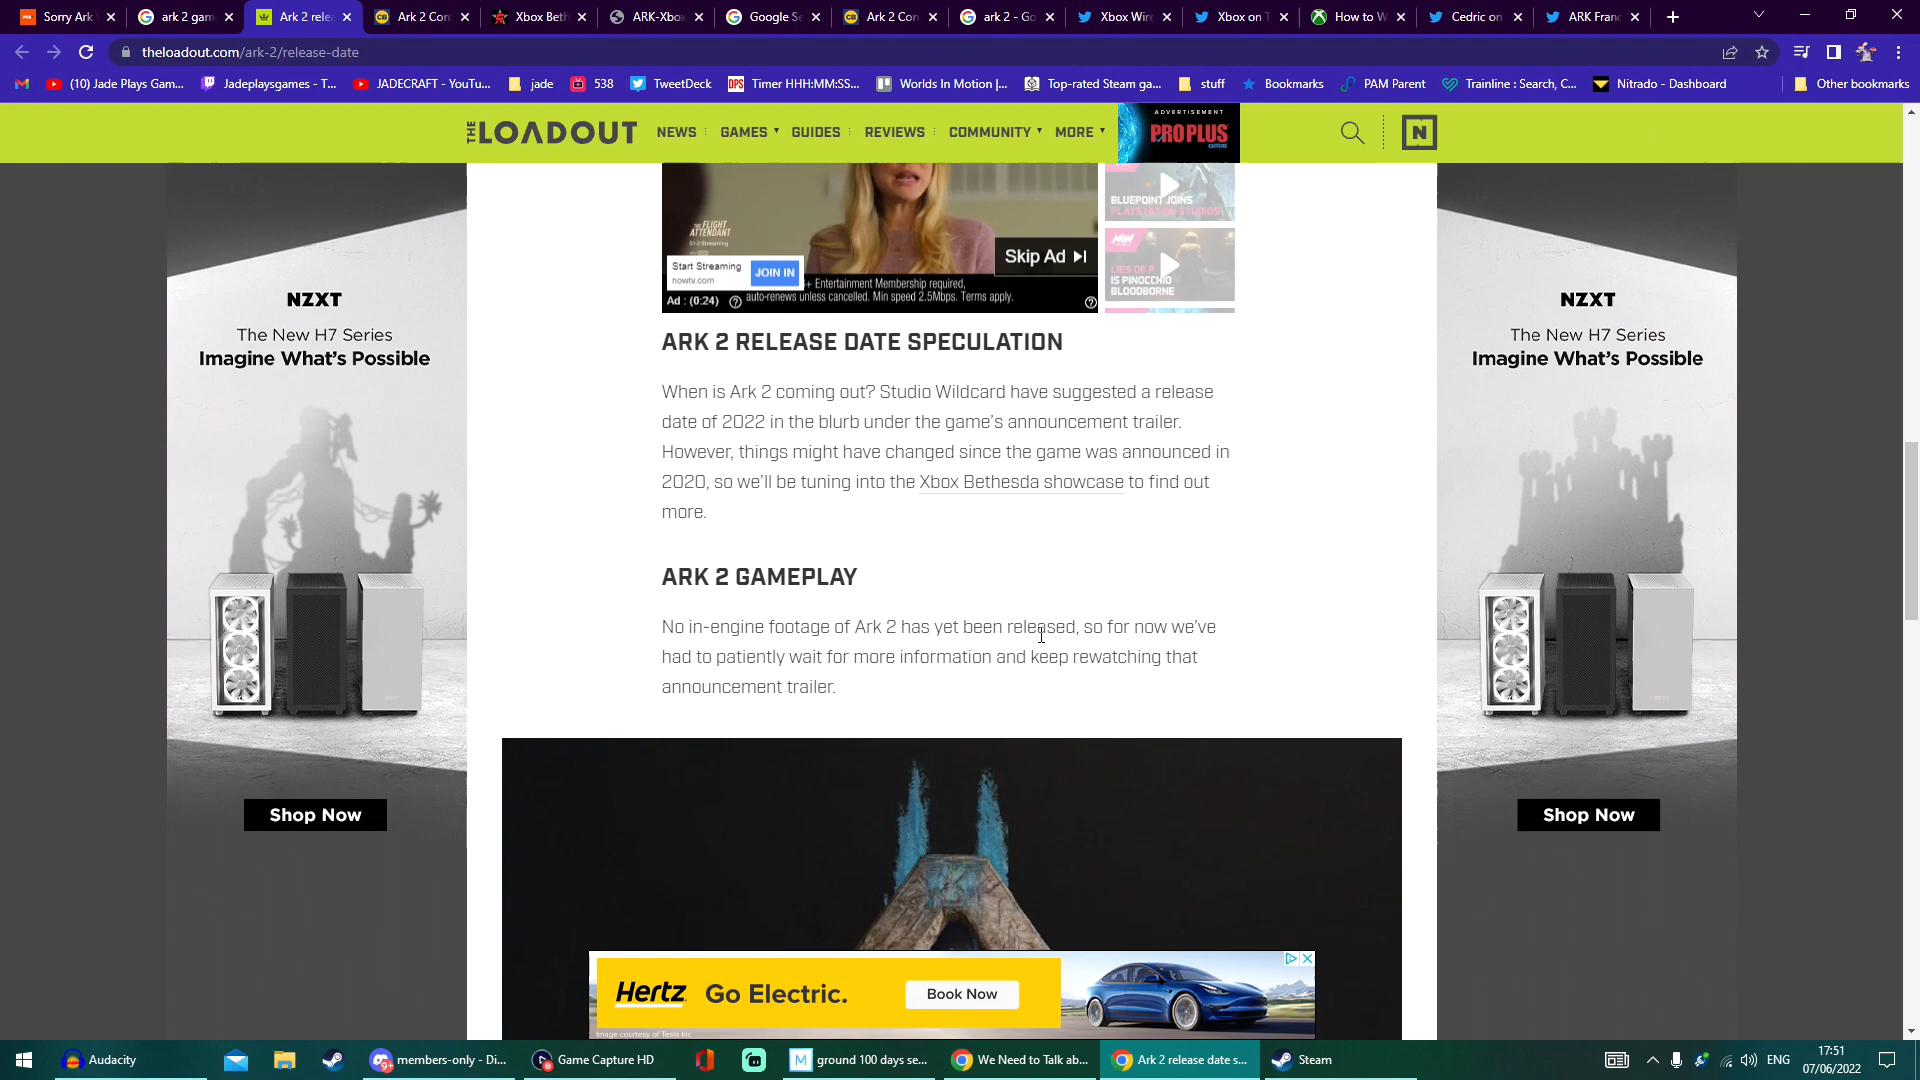 Sorry Ark
ark 2 gam
Ark 2 rele
Ark 2 Con
Xbox Beth
ARK-Xbox
Google Se
Ark 2 Con
ark 2 - Go
Xbox Wire
Xbox on T
How to W
Cedric on
ARK Franc
theloadout.com/ark-2/release-date
(10) Jade Plays Gam...
Jadeplaysgames - T...
JADECRAFT - YouTu...
jade
538
TweetDeck
DPS Timer HHH:MM:SS...
Worlds In Motion |...
Top-rated Steam ga...
stuff
Bookmarks
PAM Parent
Trainline : Search, C...
Nitrado - Dashboard
Other bookmarks
THE LOADOUT
NEWS
GAMES
GUIDES
REVIEWS
COMMUNITY
MORE
ADVERTISEMENT
PROPLUS
CAFFEINE
N
THE FLIGHT
ATTENDANT
S1-2 Streaming
Start Streaming
nowtv.com
JOIN IN
Skip Ad
+ Entertainment Membership required,
auto-renews unless cancelled. Min speed 2.5Mbps. Terms apply.
Ad : (0:24)
BLUEPOINT JOINS
PLAYSTATION STUDIOS
LIES OF P
IS PINOCCHIO
BLOODBORNE
ARK 2 RELEASE DATE SPECULATION
When is Ark 2 coming out? Studio Wildcard have suggested a release
date of 2022 in the blurb under the game's announcement trailer.
However, things might have changed since the game was announced in
2020, so we'll be tuning into the Xbox Bethesda showcase to find out
more.
ARK 2 GAMEPLAY
No in-engine footage of Ark 2 has yet been released, so for now we've
had to patiently wait for more information and keep rewatching that
announcement trailer.
NZXT
The New H7 Series
Imagine What's Possible
Shop Now
NZXT
The New H7 Series
Imagine What's Possible
Shop Now
Hertz
Go Electric.
Book Now
Image courtesy of Tesla Inc.
Audacity
9+
members-only - Di...
Game Capture HD
M
ground 100 days se...
We Need to Talk ab...
Ark 2 release date s...
Steam
ENG
17:51
07/06/2022